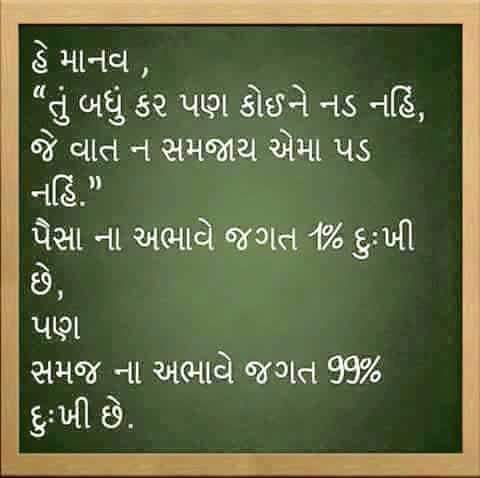 હે માનવ ,
“તું બધું કર પણ કોઈને નડ નહિં,
જે વાત ન સમજાય એમા પડ
નહિં.”
પૈસા ના અભાવે જગત 1% દુઃખી
છે,
પણ
સમજ ના અભાવે જગત 99%
દુઃખી છે.